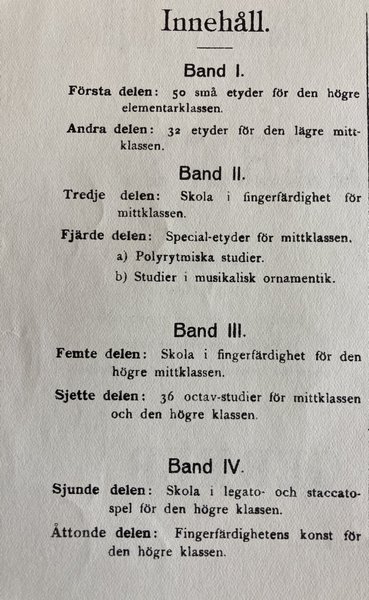 Innehåll.
Band I.
Första delen: 50 små etyder för den högre
elementarklassen.
Andra delen: 32 etyder för den lägre mitt-
klassen.
Band II.
Tredje delen: Skola i fingerfärdighet för
mittklassen.
Fjärde delen: Special-etyder för mittklassen.
a) Polyrytmiska studier.
b) Studier i musikalisk ornamentik.
Band III.
Femte delen: Skola i fingerfärdighet för den
högre mittklassen.
Sjette delen: 36 octav-studier för mittklassen
och den högre klassen.
Band IV.
Sjunde delen: Skola i legato- och staccato-
spel för den högre klassen.
Åttonde delen: Fingerfärdighetens konst för
den högre klassen.